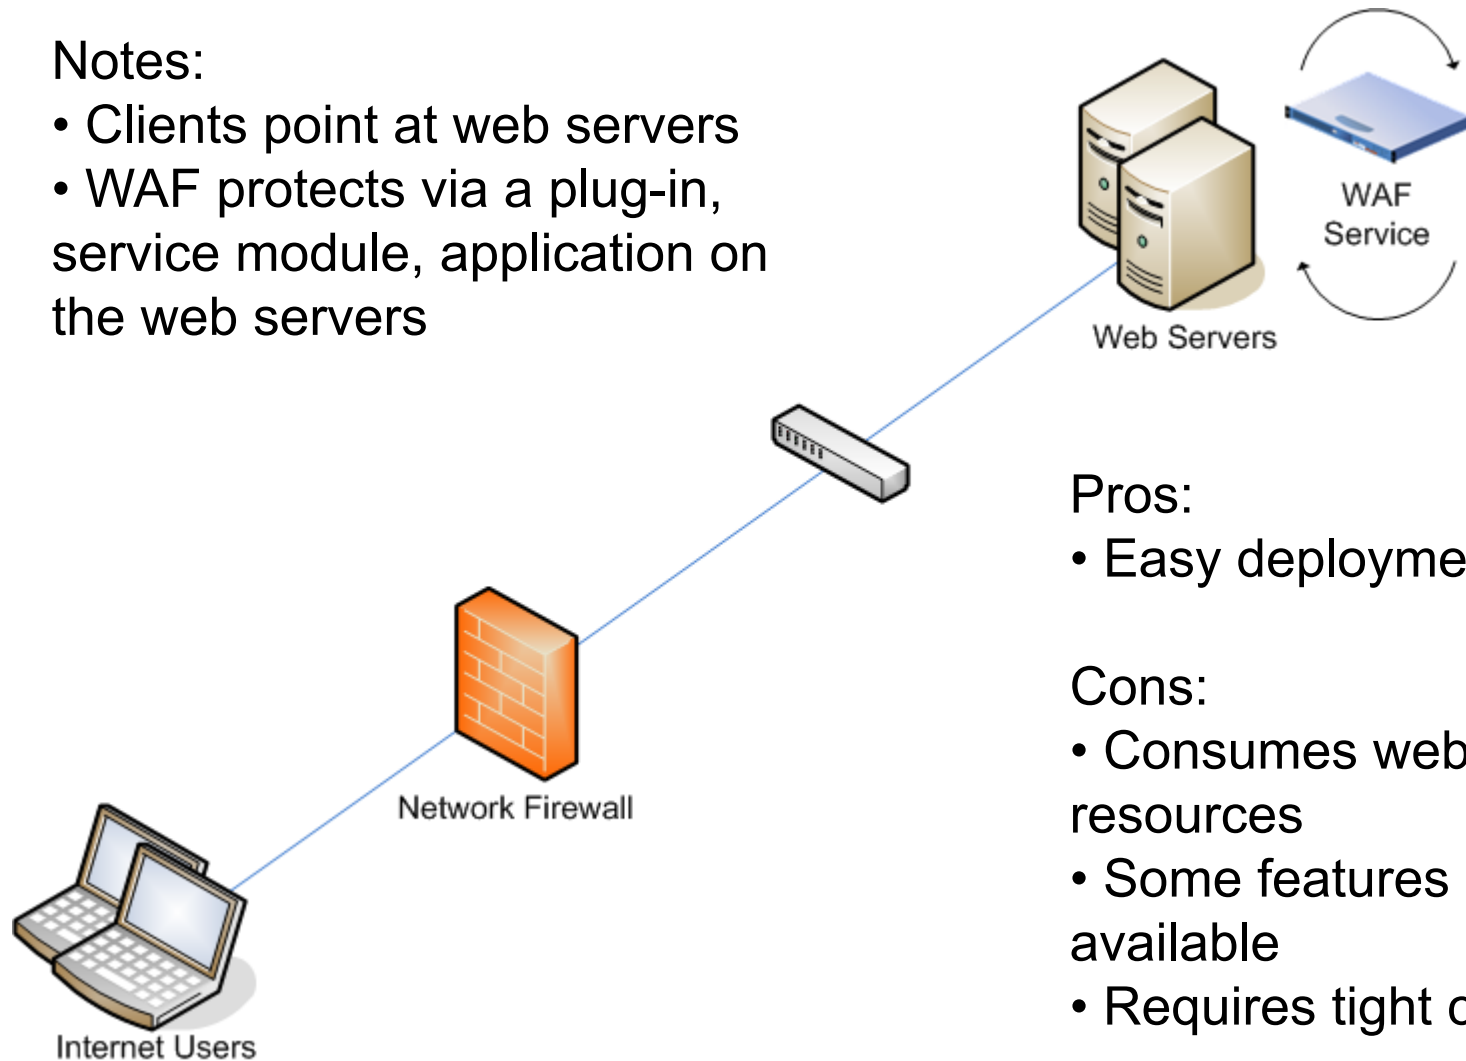 Notes:
• Clients point at web servers
• WAF protects via a plug-in,
service module, application on
the web servers
WAF
Service
Web Servers
Network Firewall
Internet Users
Pros:
• Easy
Cons:
• Consumes web
resources
• Some features
available
• Requires tight